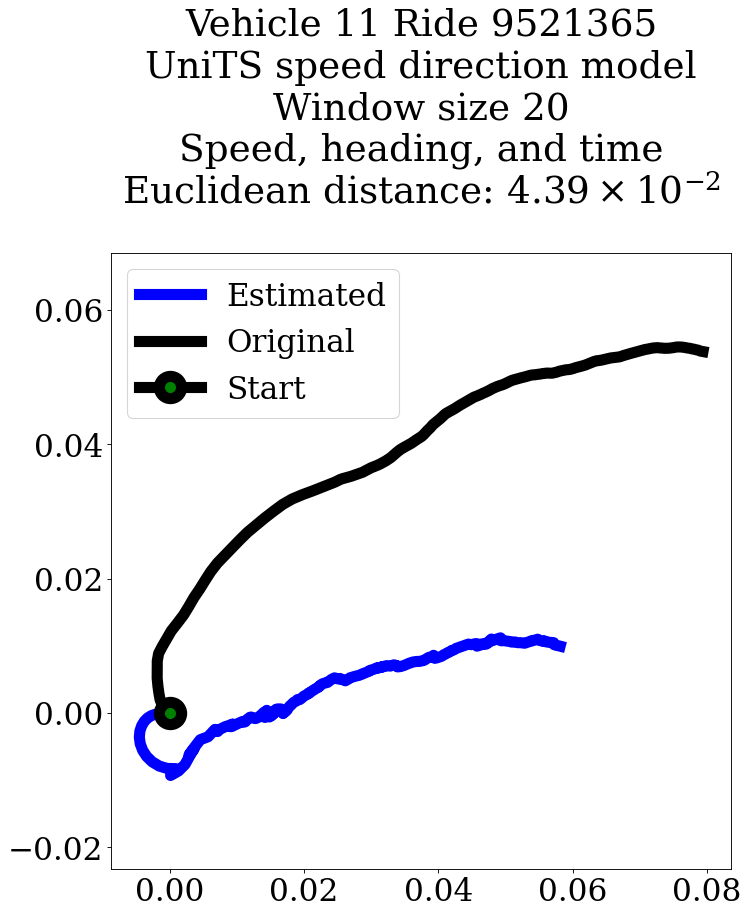 Vehicle 11 Ride 9521365
UniTS speed direction model
Window size 20
Speed, heading, and time
Euclidean distance: 4.39 × 10⁻²
Estimated
Original
Start
0.06
0.04
0.02
0.00
−0.02
0.00 0.02 0.04 0.06 0.08